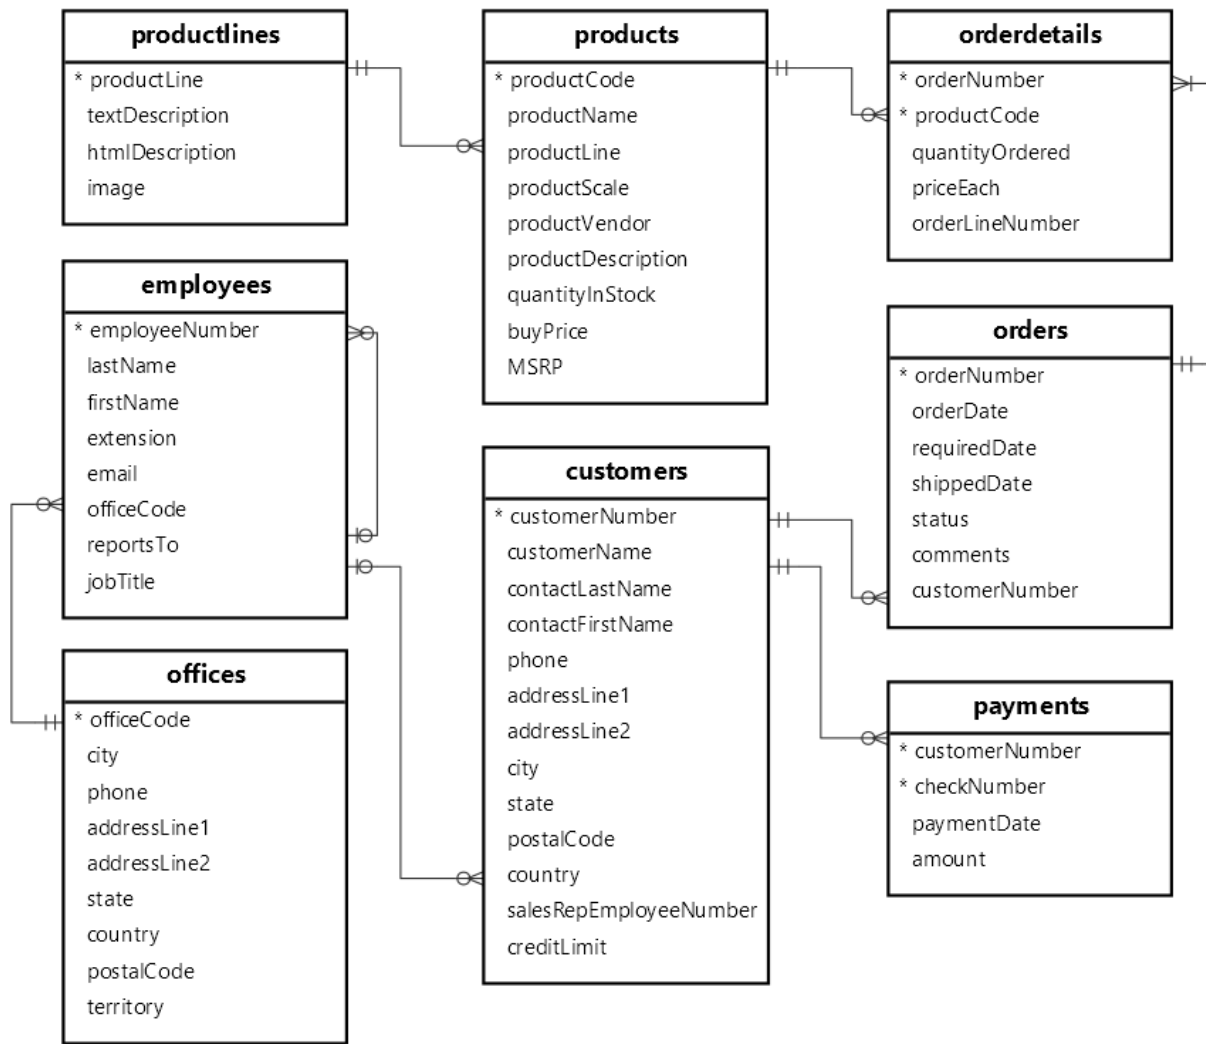 productlines
* productLine
textDescription
htmlDescription
image
employees
* employeeNumber
lastName
firstName
extension
email
officeCode
reportsTo
jobTitle
offices
* officeCode
city
phone
addressLine1
addressLine2
state
country
postalCode
territory
products
* productCode
productName
productLine
productScale
productVendor
productDescription
quantityInStock
buyPrice
MSRP
customers
* customerNumber
customerName
contactLastName
contactFirstName
phone
addressLine1
addressLine2
city
state
postalCode
country
salesRepEmployeeNumber
creditLimit
orderdetails
* orderNumber
* productCode
quantityOrdered
priceEach
orderLineNumber
orders
* orderNumber
orderDate
requiredDate
shippedDate
status
comments
customerNumber
payments
* customerNumber
* checkNumber
paymentDate
amount